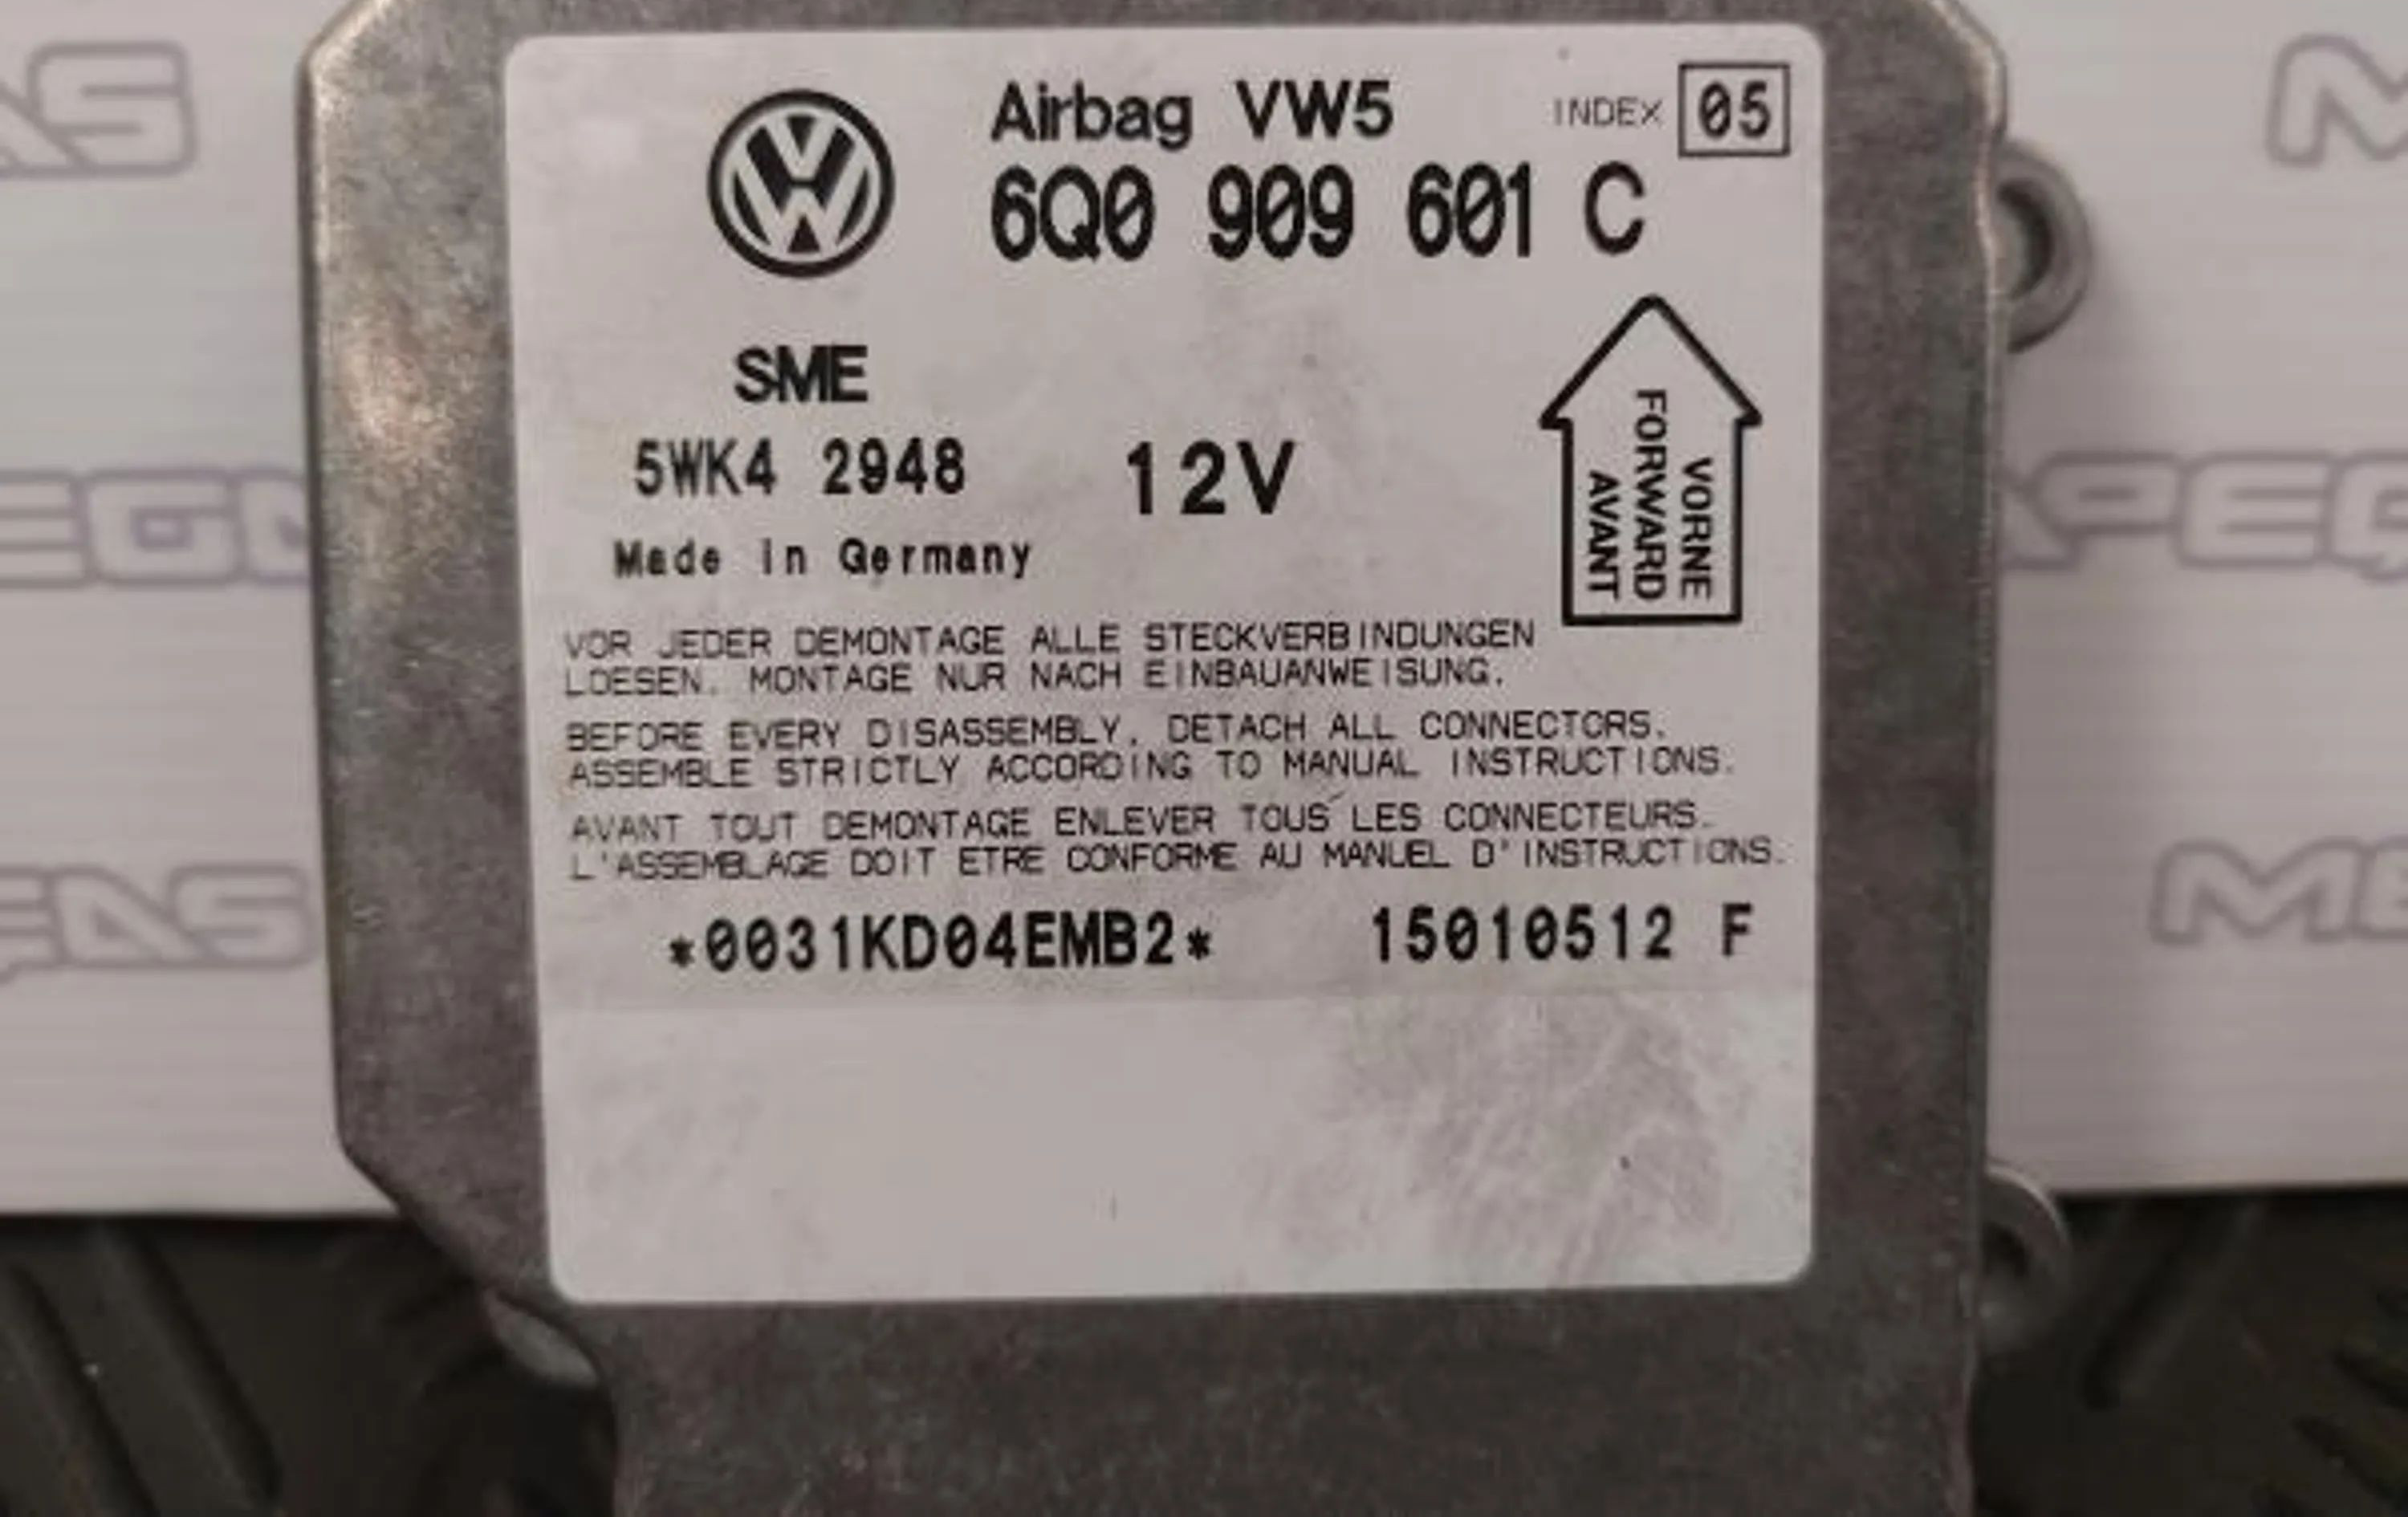 Airbag VW5 INDEX 05
6Q0 909 601 C
SME
5WK4 2948 12V
Made in Germany
VORNE
FORWARD
AVANT
VOR JEDER DEMONTAGE ALLE STECKVERBINDUNGEN
LOESEN. MONTAGE NUR NACH EINBAUANWEISUNG.
BEFORE EVERY DISASSEMBLY, DETACH ALL CONNECTORS.
ASSEMBLE STRICTLY ACCORDING TO MANUAL INSTRUCTIONS.
AVANT TOUT DEMONTAGE ENLEVER TOUS LES CONNECTEURS.
L'ASSEMBLAGE DOIT ETRE CONFORME AU MANUEL D'INSTRUCTIONS.
*0031KD04EMB2* 15010512 F